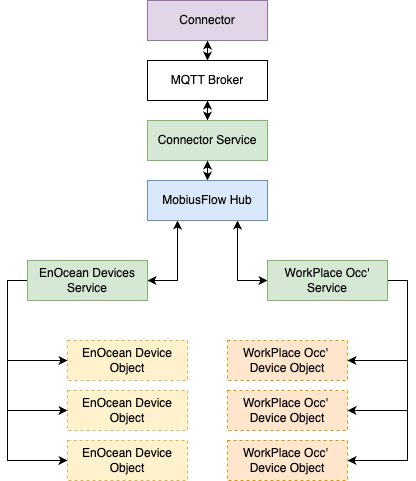 Connector
MQTT Broker
Connector Service
MobiusFlow Hub
EnOcean Devices
Service
WorkPlace Occ'
Service
EnOcean Device
Object
WorkPlace Occ'
Device Object
EnOcean Device
Object
WorkPlace Occ'
Device Object
EnOcean Device
Object
WorkPlace Occ'
Device Object